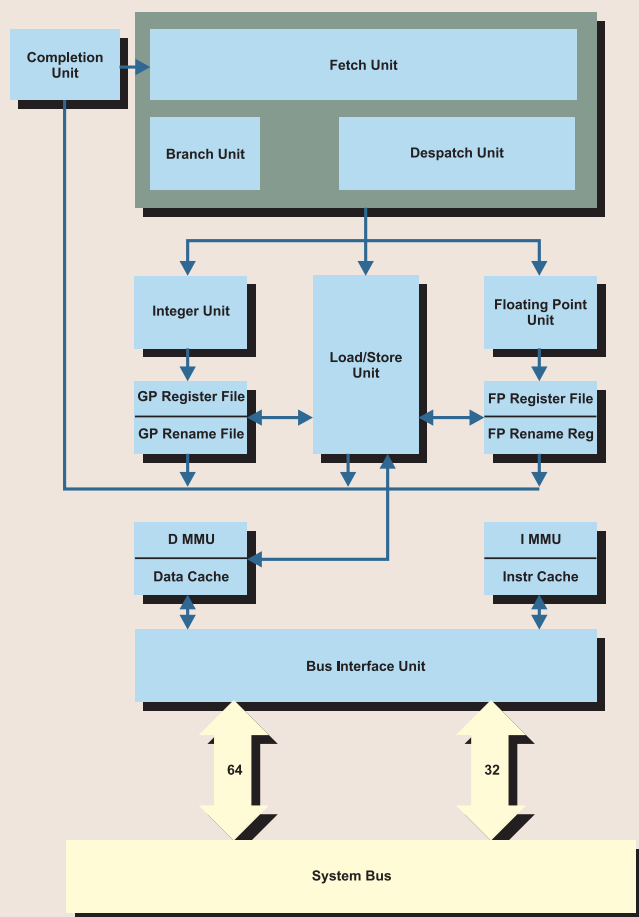 Completion
Unit
Fetch Unit
Branch Unit
Despatch Unit
Integer Unit
Load/Store
Unit
Floating Point
Unit
GP Register File
GP Rename File
FP Register File
FP Rename Reg
D MMU
Data Cache
I MMU
Instr Cache
Bus Interface Unit
64
32
System Bus